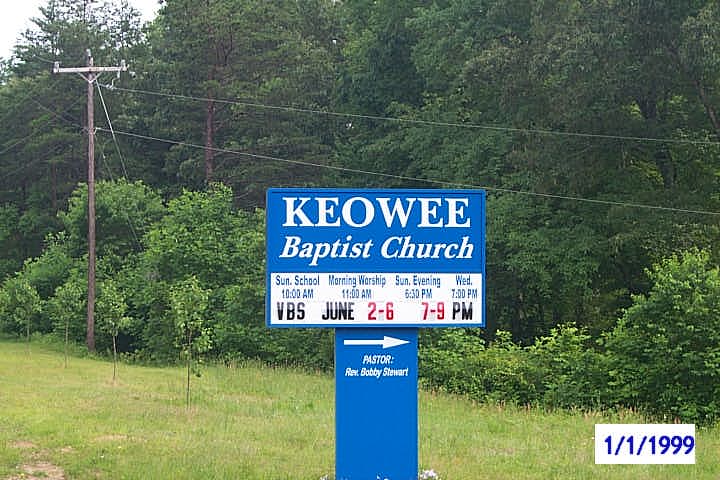 KEOWEE
Baptist Church
Sun. School Morning Worship Sun. Evening Wed.
10:00 AM 11:00 AM 6:30 PM 7:00 PM
VBS JUNE 2-6 7-9 PM
PASTOR:
Rev. Bobby Stewart
1/1/1999